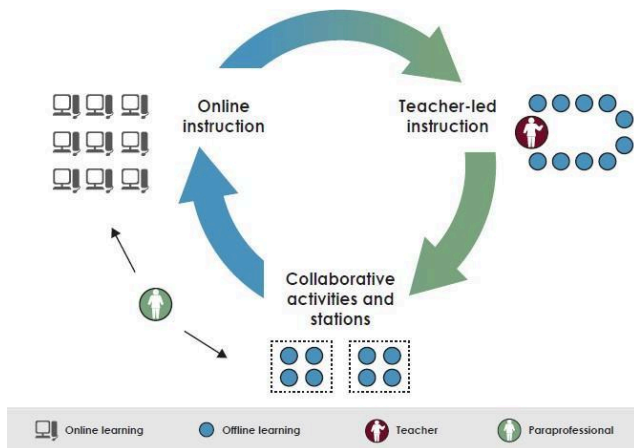 Online
instruction
Teacher-led
instruction
Collaborative
activities and
stations
Online learning
Offline learning
Teacher
Paraprofessional